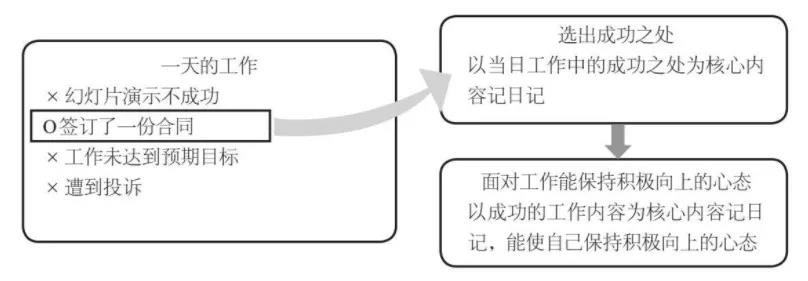 一天的工作
×幻灯片演示不成功
O签订了一份合同
×工作未达到预期目标
×遭到投诉
选出成功之处
以当日工作中的成功之处为核心内
容记日记
面对工作能保持积极向上的心态
以成功的工作内容为核心内容记日
记，能使自己保持积极向上的心态